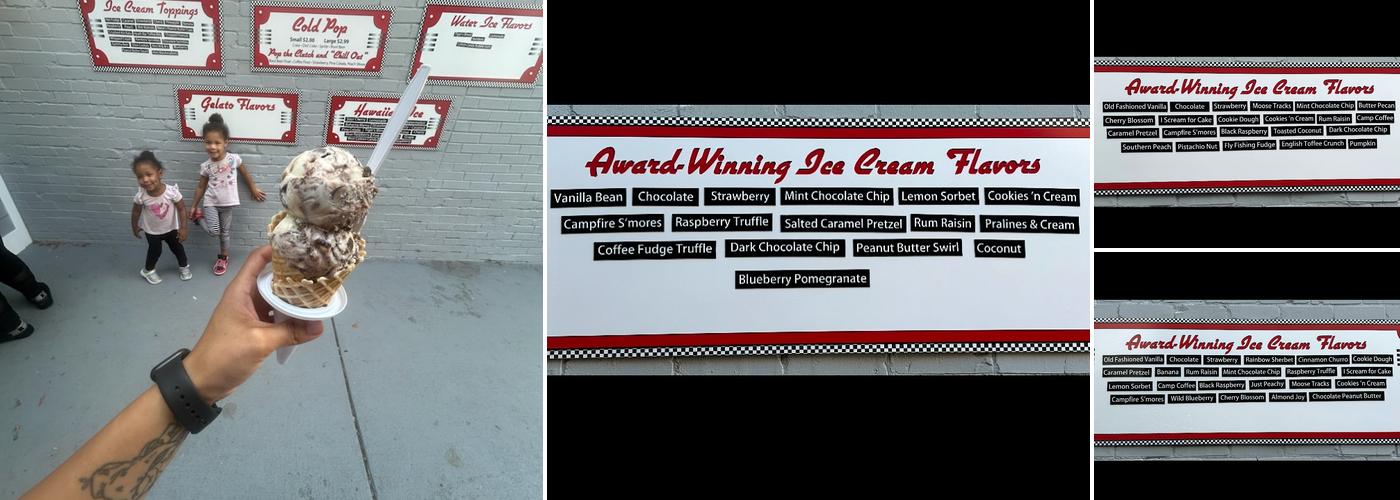 Ice Cream Toppings
Cold Pop
Small $2.00 Large $2.99
Pop the Clutch and "Chill Out"
Water Ice Flavors
Gelato Flavors
Hawaiian Ice
Award-Winning Ice Cream Flavors
Vanilla Bean Chocolate Strawberry Mint Chocolate Chip Lemon Sorbet Cookies 'n Cream
Campfire S'mores Raspberry Truffle Salted Caramel Pretzel Rum Raisin Pralines & Cream
Coffee Fudge Truffle Dark Chocolate Chip Peanut Butter Swirl Coconut
Blueberry Pomegranate
Award-Winning Ice Cream Flavors
Old Fashioned Vanilla Chocolate Strawberry Moose Tracks Mint Chocolate Chip Butter Pecan
Cherry Blossom I Scream for Cake Cookie Dough Cookies 'n Cream Rum Raisin Camp Coffee
Caramel Pretzel Campfire S'mores Black Raspberry Toasted Coconut Dark Chocolate Chip
Southern Peach Pistachio Nut Fly Fishing Fudge English Toffee Crunch Pumpkin
Award-Winning Ice Cream Flavors
Old Fashioned Vanilla Chocolate Strawberry Rainbow Sherbet Cinnamon Churro Cookie Dough
Caramel Pretzel Banana Rum Raisin Mint Chocolate Chip Raspberry Truffle I Scream for Cake
Lemon Sorbet Camp Coffee Black Raspberry Just Peachy Moose Tracks Cookies 'n Cream
Campfire S'mores Wild Blueberry Cherry Blossom Almond Joy Chocolate Peanut Butter